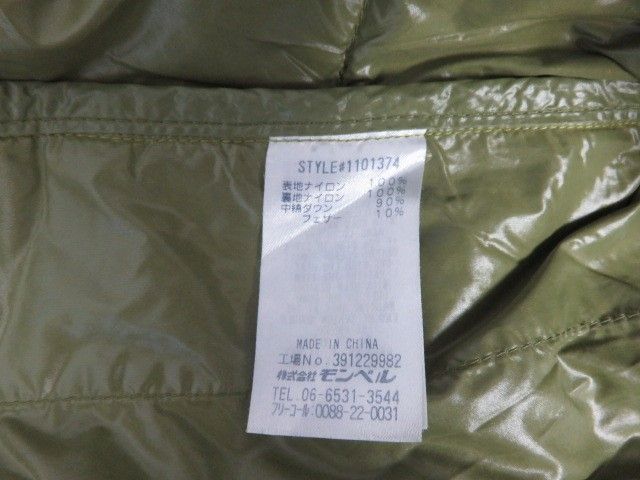 STYLE#1101374
表地ナイロン 100%
裏地ナイロン 100%
中綿ダウン 90%
フェザー 10%
MADE IN CHINA
工場No.391229982
株式会社 モンベル
TEL.06-6531-3544
フリーコール:0088-22-0031